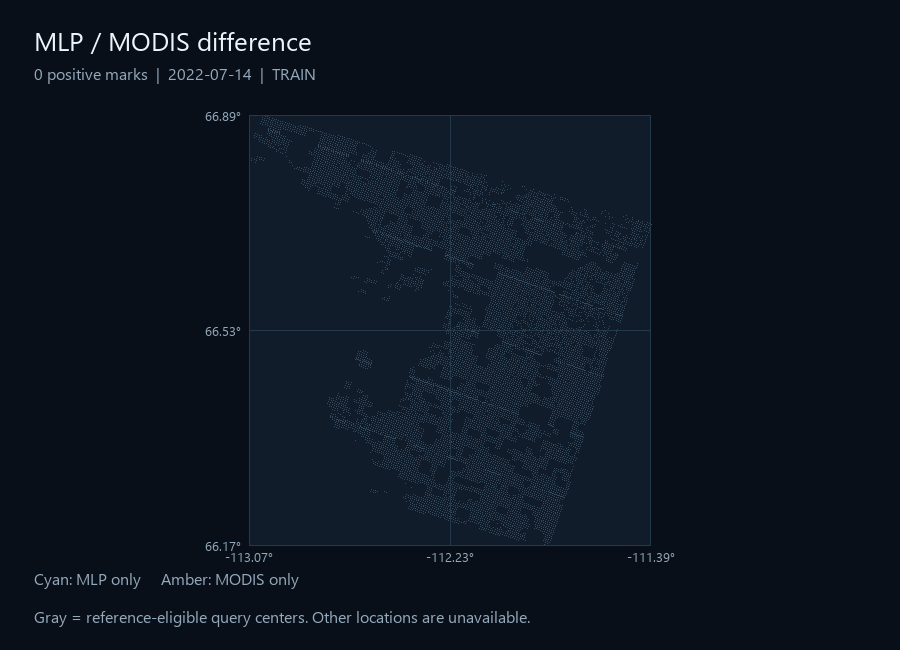 MLP / MODIS difference
0 positive marks | 2022-07-14 | TRAIN
66.89°
66.53°
66.17°
-113.07° -112.23° -111.39°
Cyan: MLP only Amber: MODIS only
Gray = reference-eligible query centers. Other locations are unavailable.